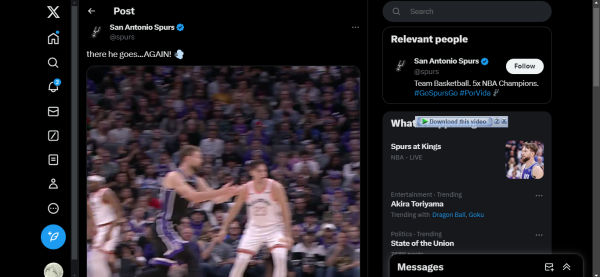 Post
San Antonio Spurs
@spurs
there he goes...AGAIN! 💨
Search
Relevant people
San Antonio Spurs
@spurs
Follow
Team Basketball. 5x NBA Champions.
#GoSpursGo #PorVida
Download this video
Spurs at Kings
NBA · LIVE
Entertainment · Trending
Akira Toriyama
Trending with Dragon Ball, Goku
Politics · Trending
State of the Union
Messages